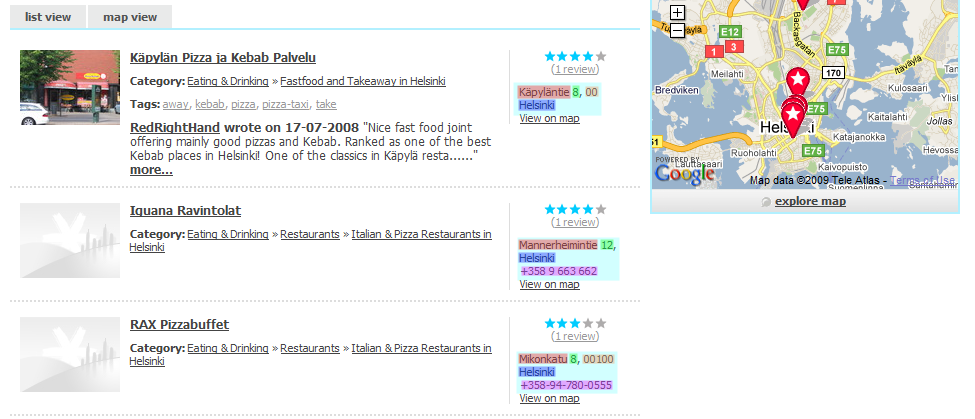 list view
map view
Käpylän Pizza ja Kebab Palvelu
Category: Eating & Drinking » Fastfood and Takeaway in Helsinki
Tags: away, kebab, pizza, pizza-taxi, take
RedRightHand wrote on 17-07-2008 "Nice fast food joint
offering mainly good pizzas and Kebab. Ranked as one of the best
Kebab places in Helsinki! One of the classics in Käpylä resta......"
more...
(1 review)
Käpyläntie 8, 00
Helsinki
View on map
Iguana Ravintolat
Category: Eating & Drinking » Restaurants » Italian & Pizza Restaurants in
Helsinki
(1 review)
Mannerheimintie 12,
Helsinki
+358 9 663 662
View on map
RAX Pizzabuffet
Category: Eating & Drinking » Restaurants » Italian & Pizza Restaurants in
Helsinki
(1 review)
Mikonkatu 8, 00100
Helsinki
+358-94-780-0555
View on map
E12
1
3
E75
Backasgatan
170
Itäväylä
Meilahti
Bredviken
Kulosaari
E75
Kaitalahti
Jollas
Katajanokka
Ruoholahti
E75
Kaivopuisto
Lauttasaari
Suomenlinna
Santahamina
POWERED BY
Google
Map data ©2009 Tele Atlas - Terms of Use
explore map